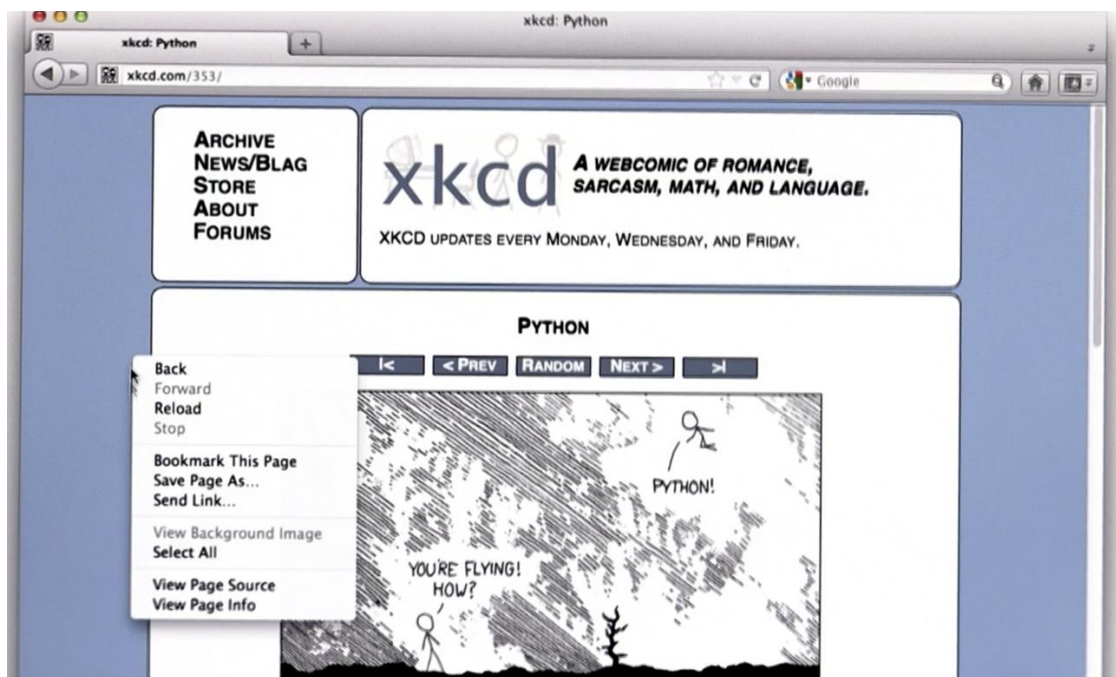 xkcd: Python
xkcd: Python
+
xkcd.com/353/
Google
ARCHIVE
NEWS/BLAG
STORE
ABOUT
FORUMS
xkcd
A WEBCOMIC OF ROMANCE,
SARCASM, MATH, AND LANGUAGE.
XKCD UPDATES EVERY MONDAY, WEDNESDAY, AND FRIDAY.
PYTHON
|<
< PREV
RANDOM
NEXT >
>|
Back
Forward
Reload
Stop
Bookmark This Page
Save Page As...
Send Link...
View Background Image
Select All
View Page Source
View Page Info
PYTHON!
YOU'RE FLYING!
HOW?